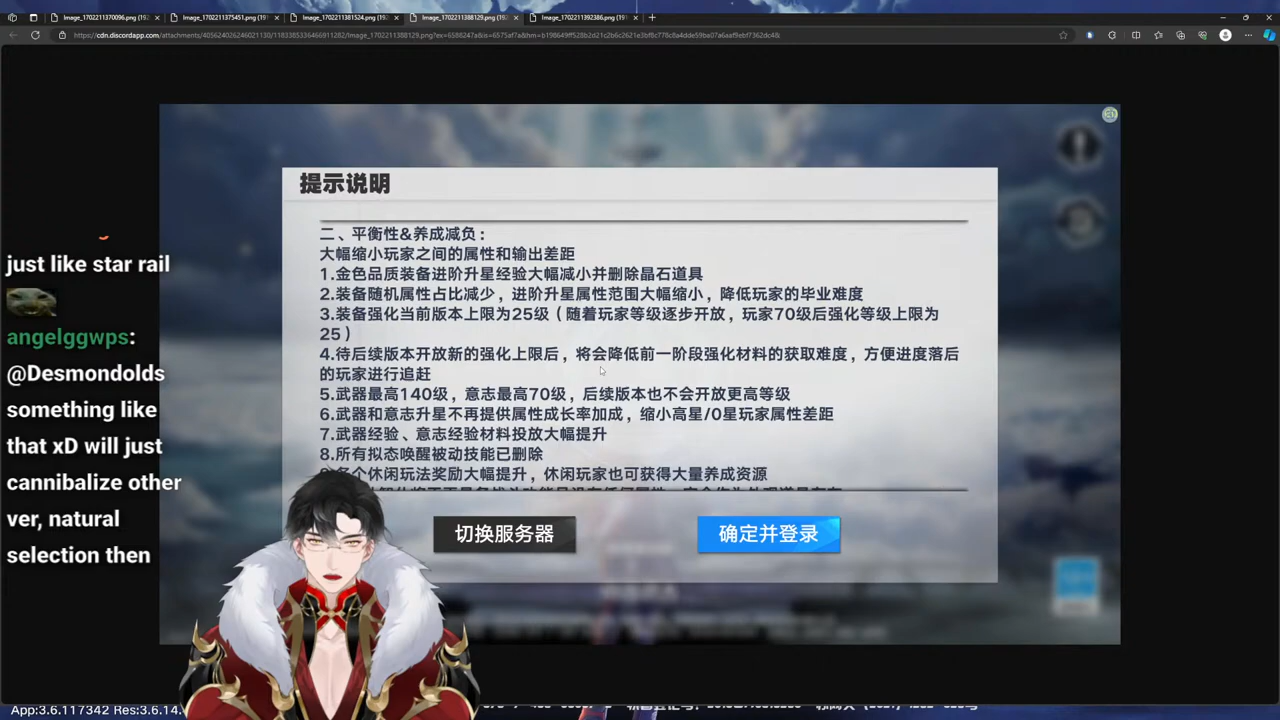 Image_1702211370096.png (192
Image_1702211375451.png (191
Image_1702211381524.png (192
Image_1702211388129.png (192
Image_1702211392386.png (191
提示说明
二、平衡性&养成减负：
大幅缩小玩家之间的属性和输出差距
1.金色品质装备进阶升星经验大幅减小并删除晶石道具
2.装备随机属性占比减少，进阶升星属性范围大幅缩小，降低玩家的毕业难度
3.装备强化当前版本上限为25级（随着玩家等级逐步开放，玩家70级后强化等级上限为
25）
4.待后续版本开放新的强化上限后，将会降低前一阶段强化材料的获取难度，方便进度落后
的玩家进行追赶
5.武器最高140级，意志最高70级，后续版本也不会开放更高等级
6.武器和意志升星不再提供属性成长率加成，缩小高星/0星玩家属性差距
7.武器经验、意志经验材料投放大幅提升
8.所有拟态唤醒被动技能已删除
个休闲玩法奖励大幅提升，休闲玩家也可获得大量养成资源
切换服务器
确定并登录
just like star rail
angelggwps:
@Desmondolds
something like
that xD will just
cannibalize other
ver, natural
selection then
App:3.6.117342 Res:3.6.14.